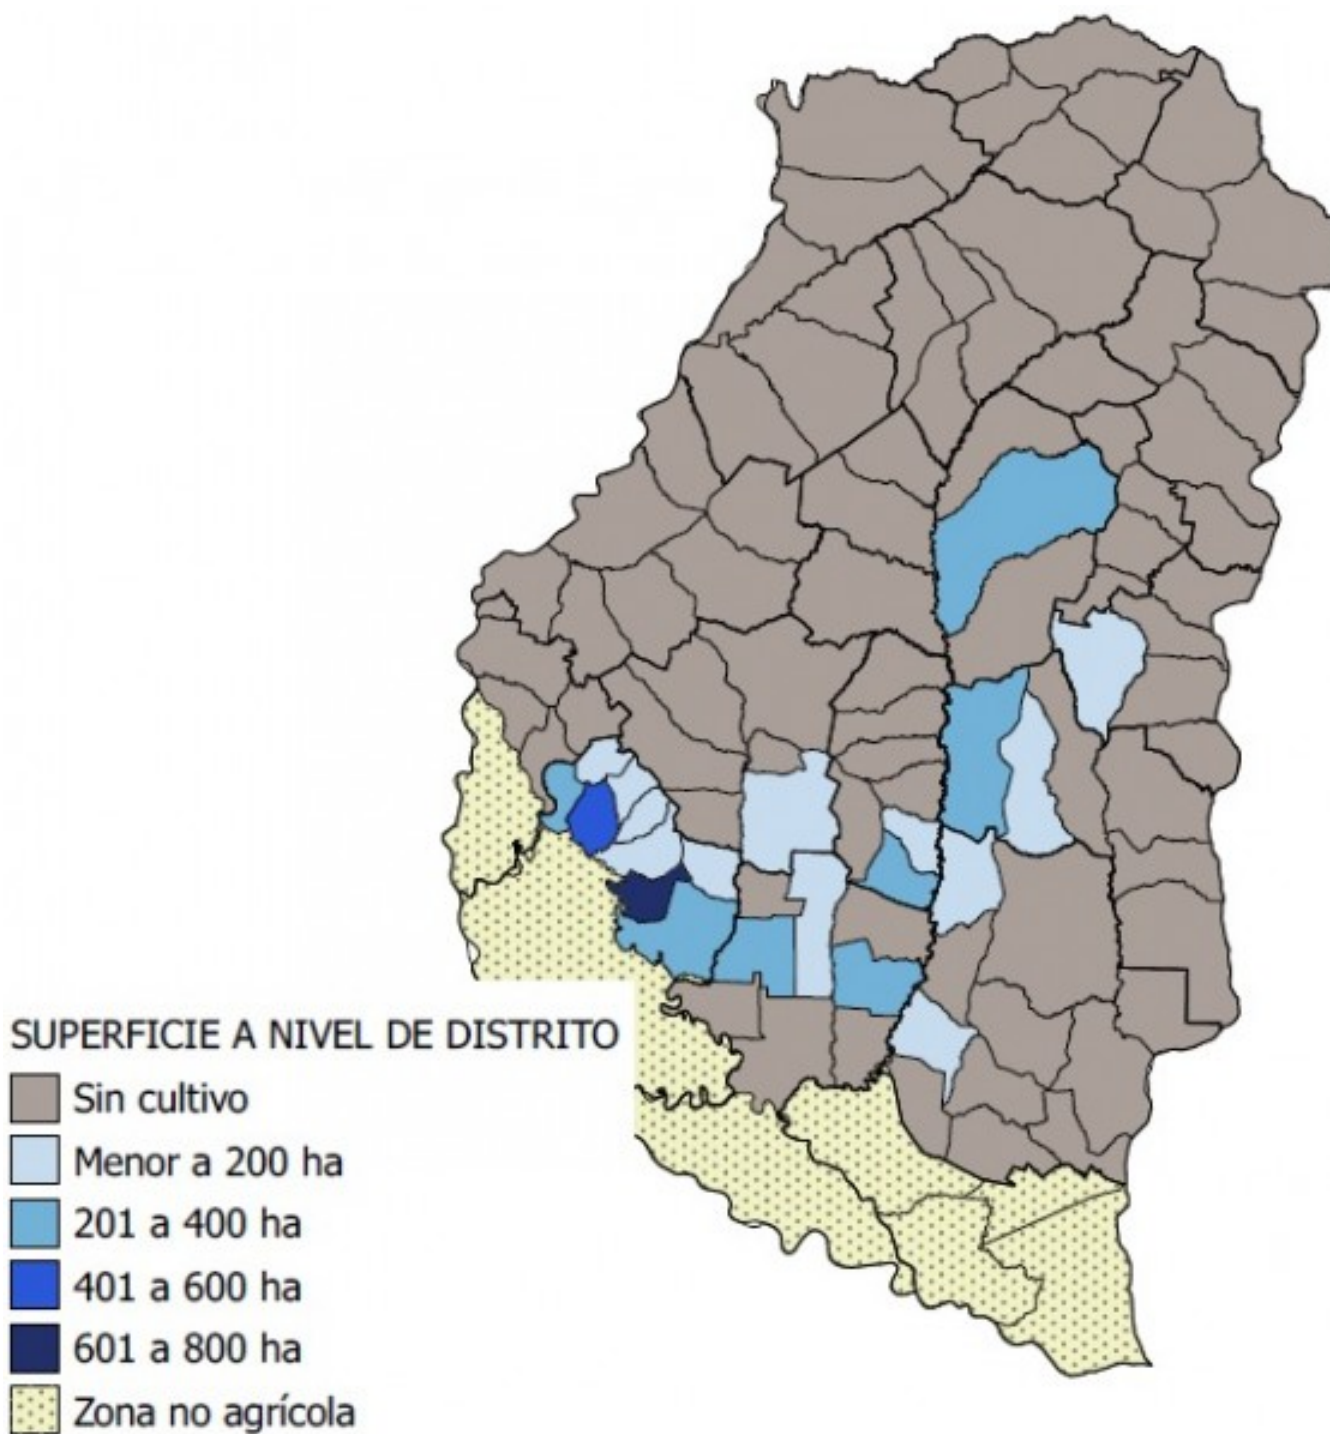 SUPERFICIE A NIVEL DE DISTRITO
Sin cultivo
Menor a 200 ha
201 a 400 ha
401 a 600 ha
601 a 800 ha
Zona no agrícola